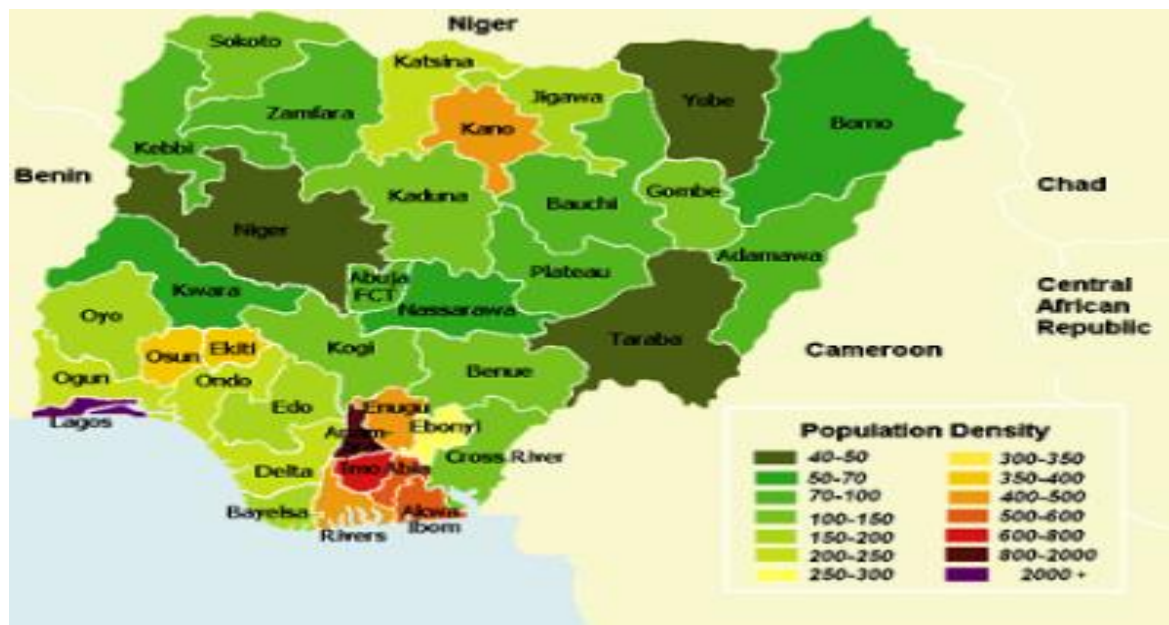 Niger
Sokoto
Katsina
Jigawa
Yobe
Borno
Zamfara
Kano
Kebbi
Benin
Chad
Kaduna
Bauchi
Gombe
Niger
Adamawa
Plateau
Abuja
FCT
Kwara
Nassarawa
Central
African
Republic
Oyo
Taraba
Osun
Ekiti
Kogi
Cameroon
Benue
Ogun
Ondo
Edo
Enugu
Lagos
Anam-
Ebonyi
Cross River
Imo
Abia
Delta
Bayelsa
Akwa
Ibom
Rivers
Population Density
40-50
50-70
70-100
100-150
150-200
200-250
250-300
300-350
350-400
400-500
500-600
600-800
800-2000
2000 +